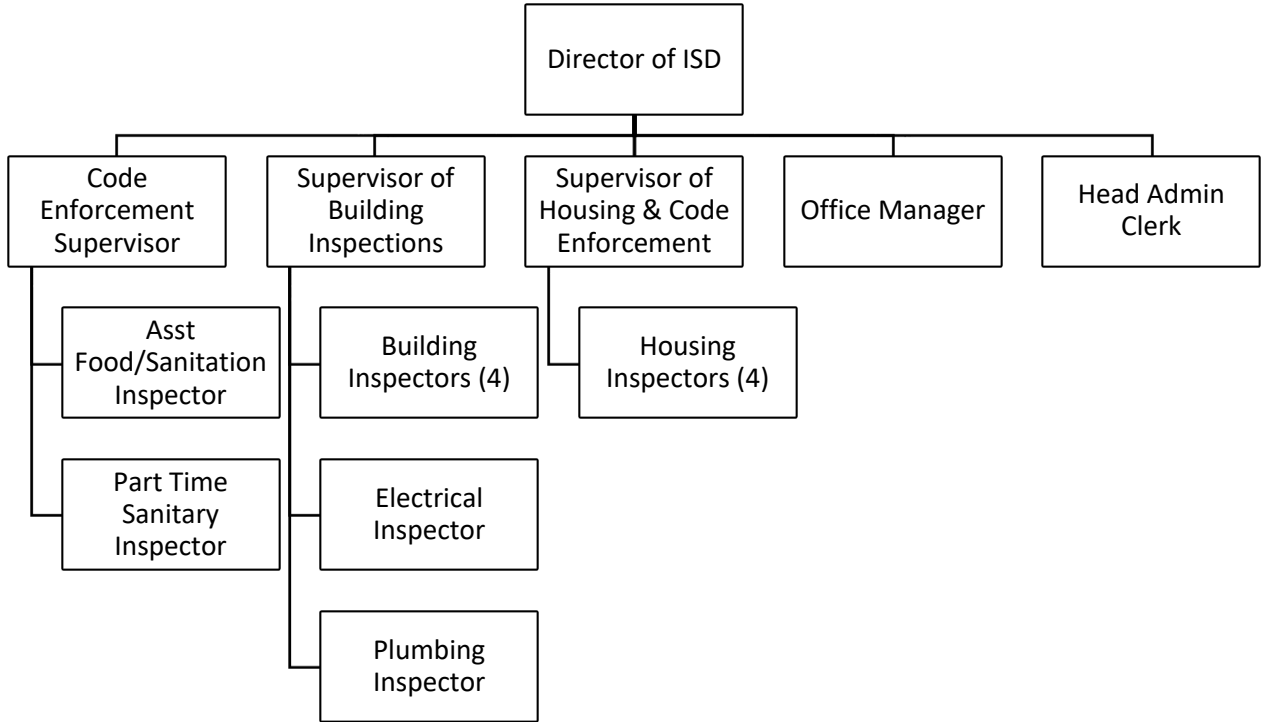 Director of ISD
Code
Enforcement
Supervisor
Supervisor of
Building
Inspections
Supervisor of
Housing & Code
Enforcement
Office Manager
Head Admin
Clerk
Asst
Food/Sanitation
Inspector
Building
Inspectors (4)
Housing
Inspectors (4)
Part Time
Sanitary
Inspector
Electrical
Inspector
Plumbing
Inspector